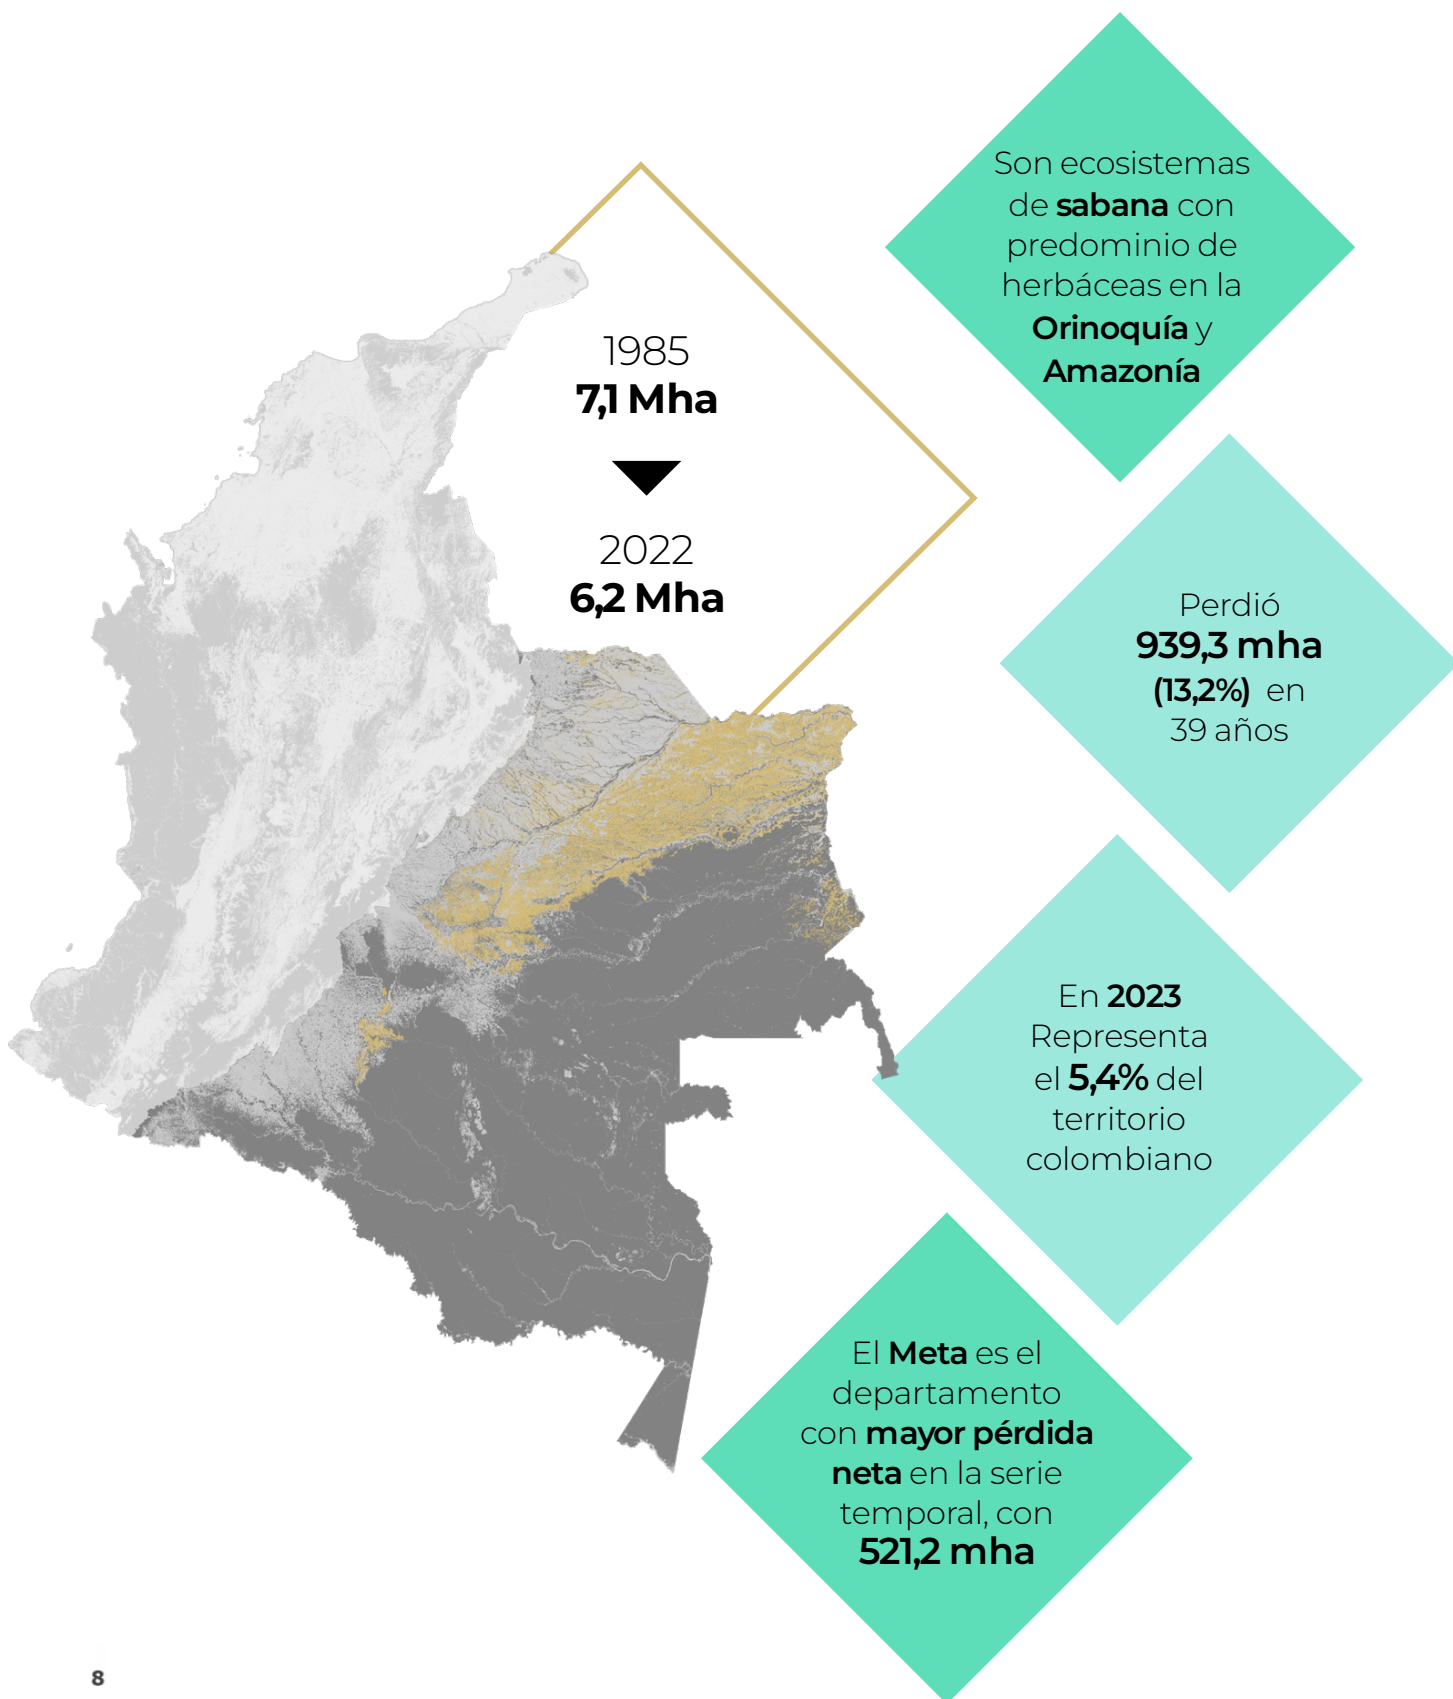 Son ecosistemas
de sabana con
predominio de
herbáceas en la
Orinoquía y
Amazonía
1985
7,1 Mha
2022
6,2 Mha
Perdió
939,3 mha
(13,2%) en
39 años
En 2023
Representa
el 5,4% del
territorio
colombiano
El Meta es el
departamento
con mayor pérdida
neta en la serie
temporal, con
521,2 mha
8